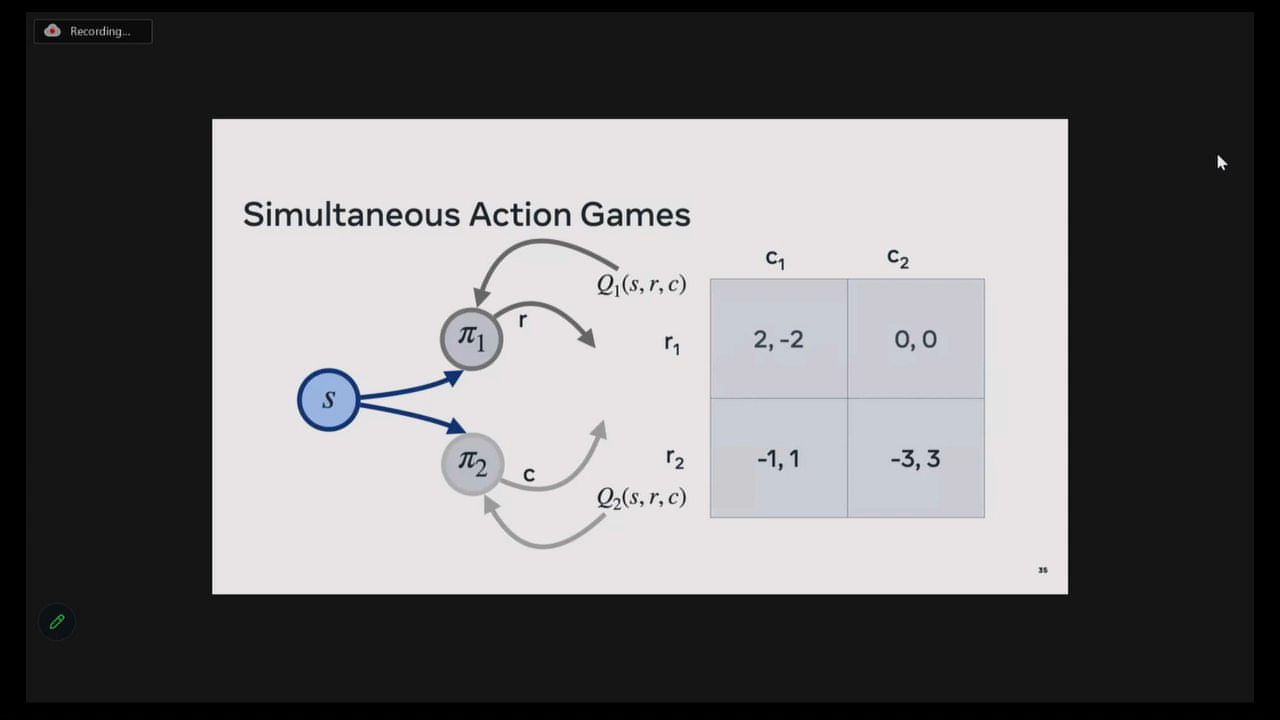 Recording...
Simultaneous Action Games
c₁ c₂
Q₁(s, r, c)
π₁ r
r₁ 2, -2 0, 0
s
π₂ c
r₂ -1, 1 -3, 3
Q₂(s, r, c)
35